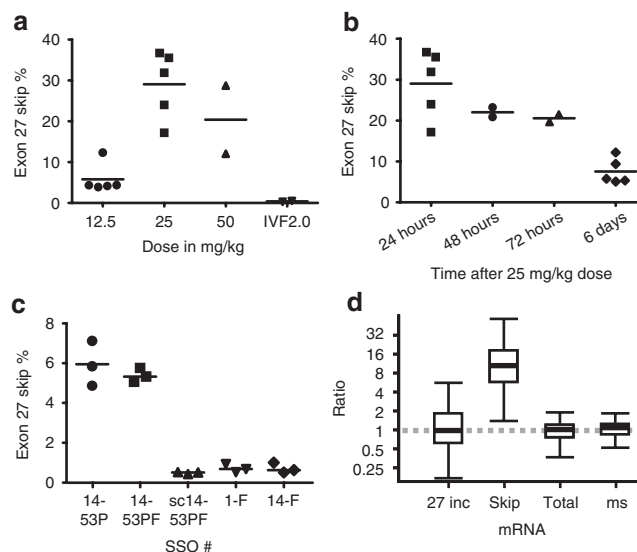 a
Exon 27 skip %
40
30
20
10
0
12.5 25 50 IVF2.0
Dose in mg/kg
b
Exon 27 skip %
40
30
20
10
0
24 hours 48 hours 72 hours 6 days
Time after 25 mg/kg dose
c
Exon 27 skip %
8
6
4
2
0
14- 14- sc14- 1-F 14-F
53P 53PF 53PF
SSO #
d
Ratio
32
16
8
4
2
1
0.5
0.25
27 inc Skip Total ms
mRNA